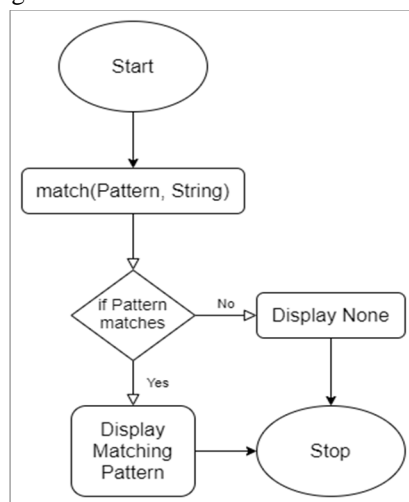 Start
match(Pattern, String)
if Pattern
matches
No
Display None
Yes
Display
Matching
Pattern
Stop